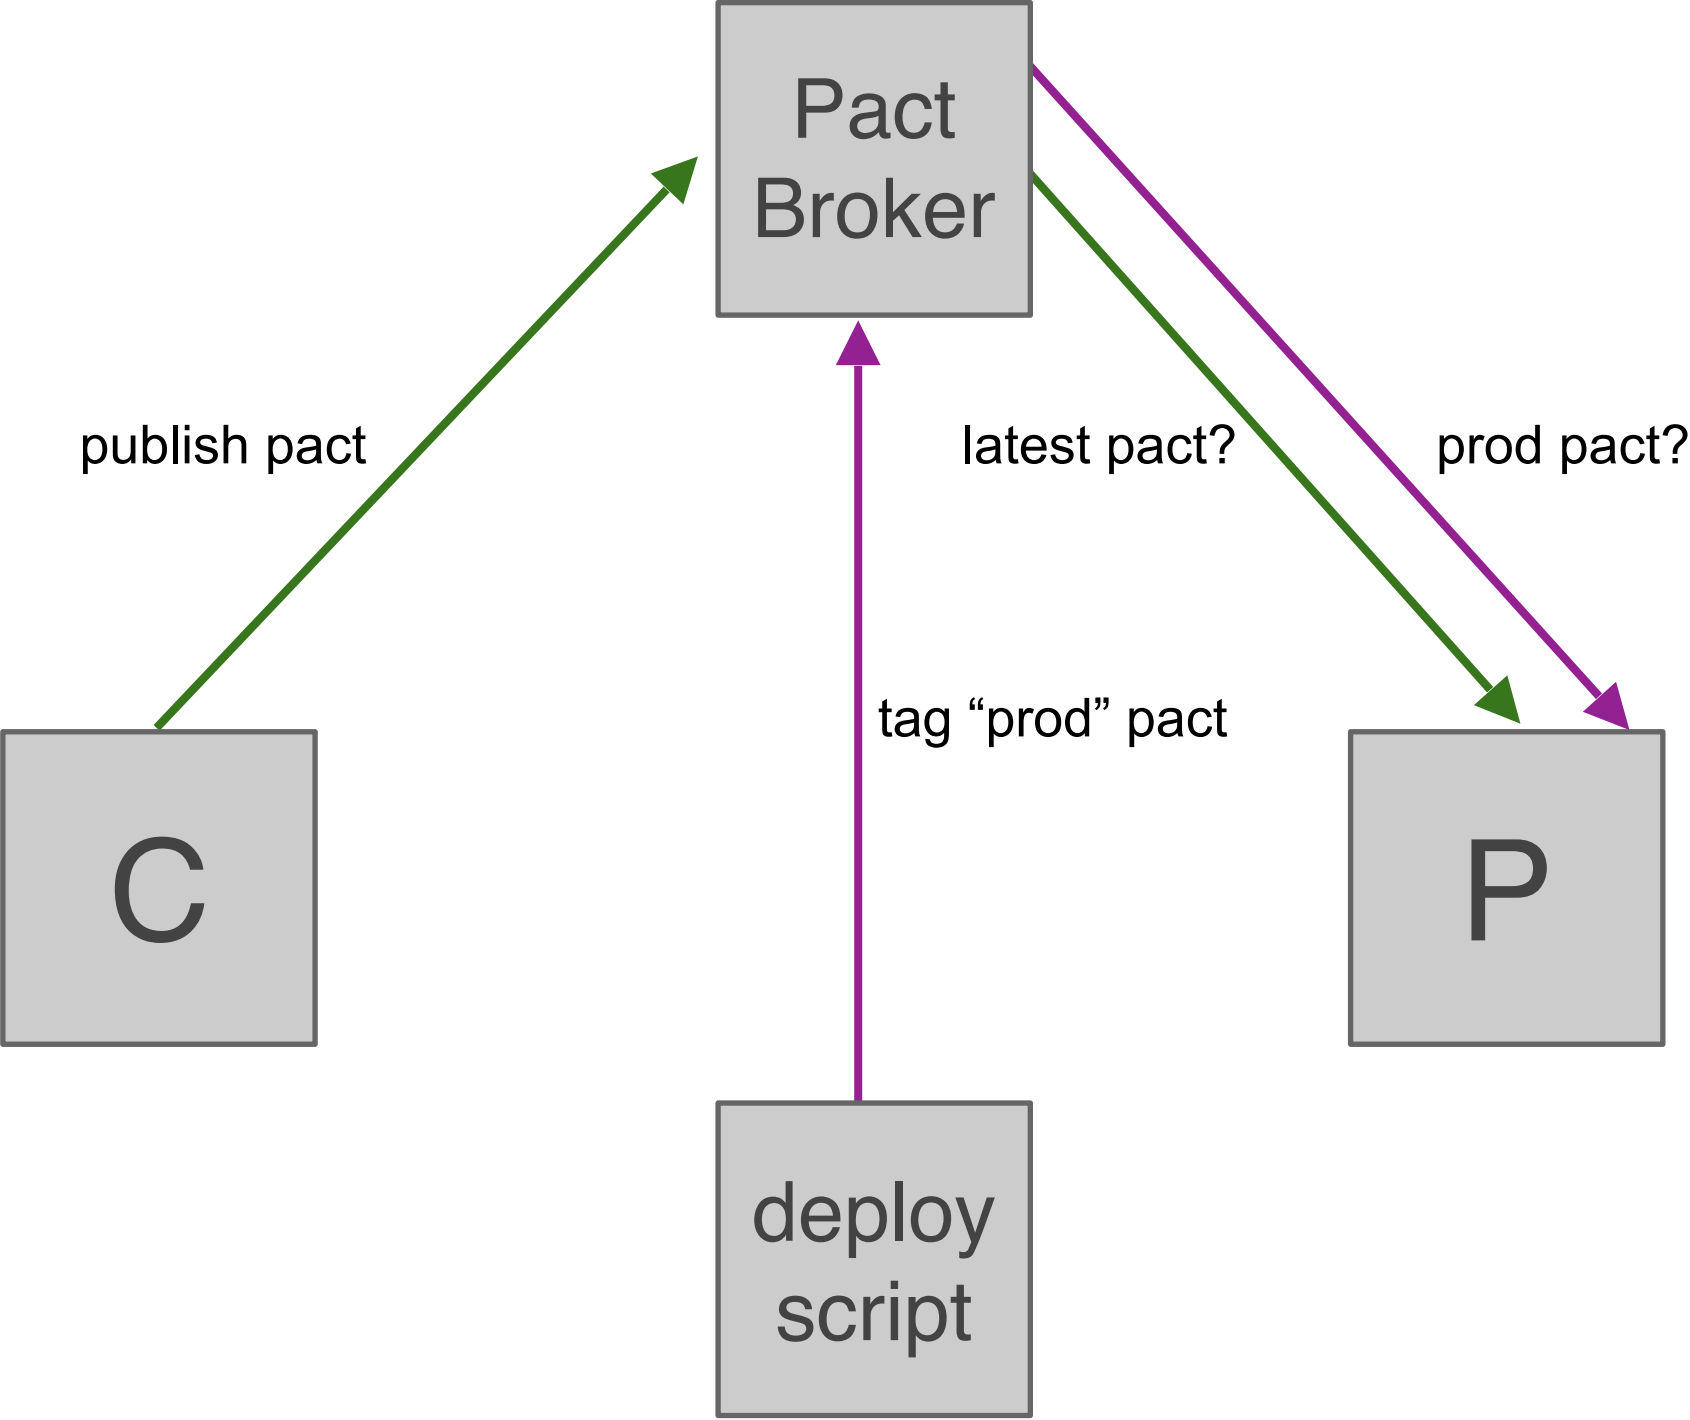 Pact
Broker
publish pact
latest pact?
prod pact?
tag “prod” pact
C
P
deploy
script